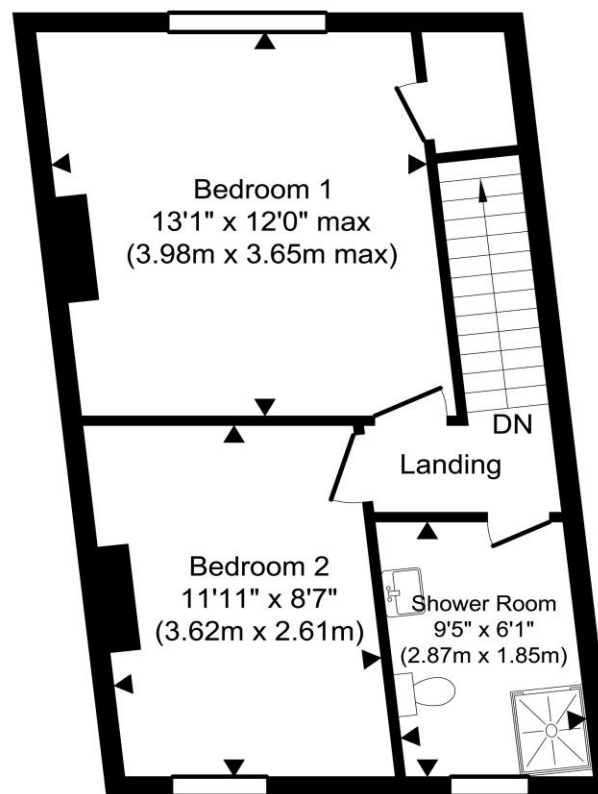 Bedroom 1
13'1" x 12'0" max
(3.98m x 3.65m max)
DN
Landing
Bedroom 2
11'11" x 8'7"
(3.62m x 2.61m)
Shower Room
9'5" x 6'1"
(2.87m x 1.85m)